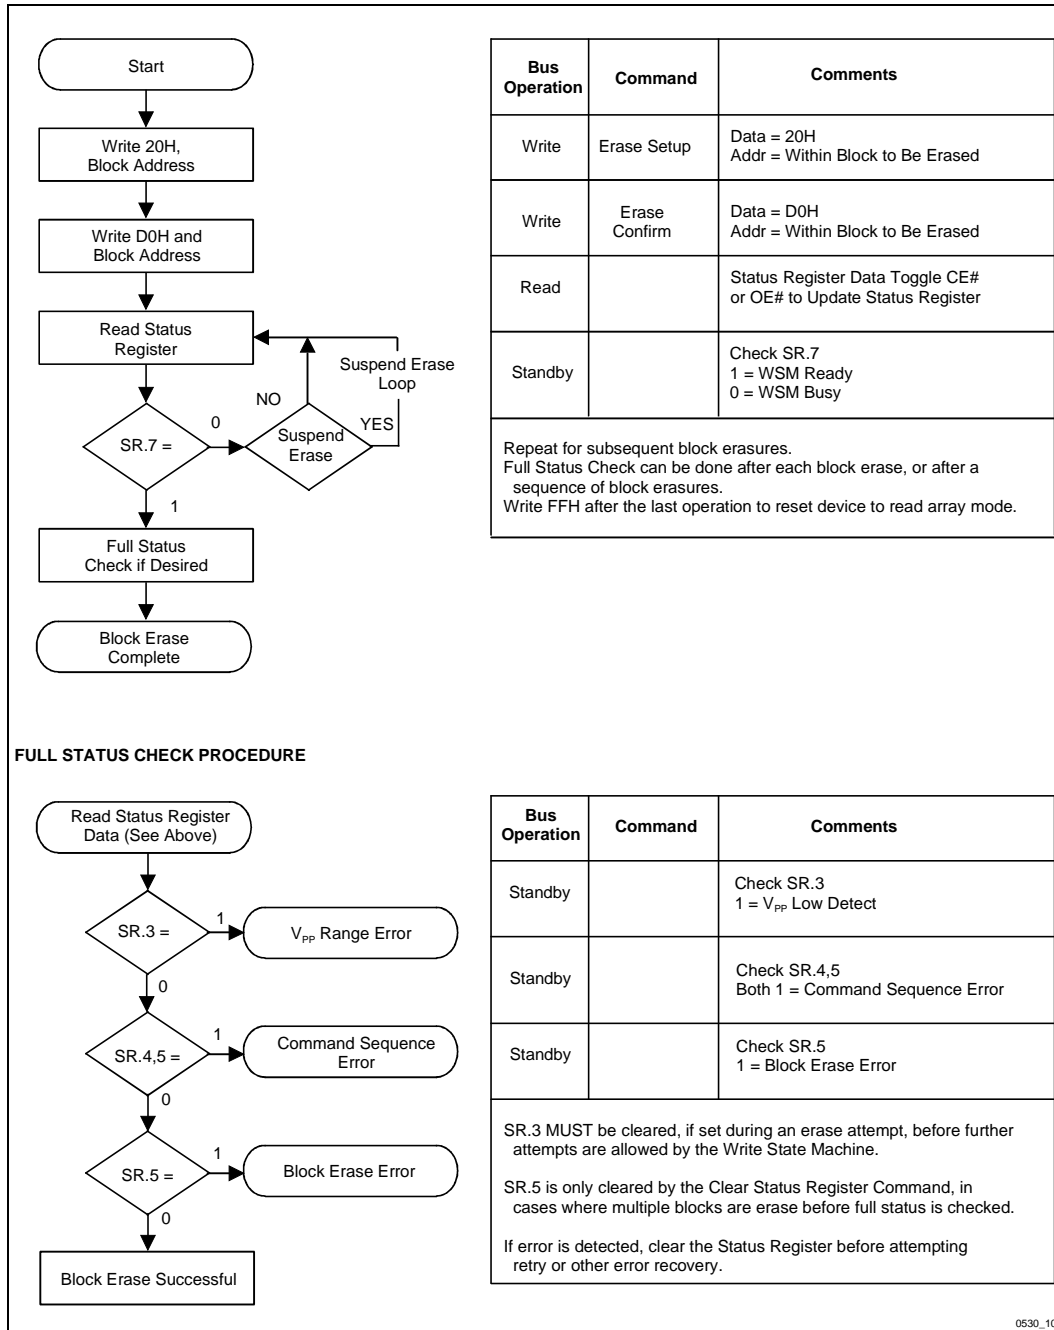 Start
Write 20H,
Block Address
Write D0H and
Block Address
Read Status
Register
Suspend Erase
Loop
NO
YES
0
SR.7 =
Suspend
Erase
1
Full Status
Check if Desired
Block Erase
Complete
Bus
Operation
Command
Comments
Write
Erase Setup
Data = 20H
Addr = Within Block to Be Erased
Write
Erase
Confirm
Data = D0H
Addr = Within Block to Be Erased
Read
Status Register Data Toggle CE#
or OE# to Update Status Register
Standby
Check SR.7
1 = WSM Ready
0 = WSM Busy
Repeat for subsequent block erasures.
Full Status Check can be done after each block erase, or after a
sequence of block erasures.
Write FFH after the last operation to reset device to read array mode.
FULL STATUS CHECK PROCEDURE
Read Status Register
Data (See Above)
SR.3 =
1
VPP Range Error
0
SR.4,5 =
1
Command Sequence
Error
0
SR.5 =
1
Block Erase Error
0
Block Erase Successful
Bus
Operation
Command
Comments
Standby
Check SR.3
1 = VPP Low Detect
Standby
Check SR.4,5
Both 1 = Command Sequence Error
Standby
Check SR.5
1 = Block Erase Error
SR.3 MUST be cleared, if set during an erase attempt, before further
attempts are allowed by the Write State Machine.
SR.5 is only cleared by the Clear Status Register Command, in
cases where multiple blocks are erase before full status is checked.
If error is detected, clear the Status Register before attempting
retry or other error recovery.
0530_10